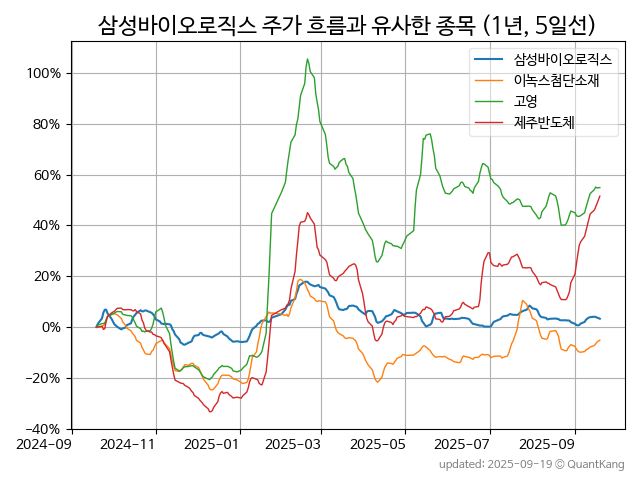 삼성바이오로직스 주가 흐름과 유사한 종목 (1년, 5일선)
삼성바이오로직스
이녹스첨단소재
고영
제주반도체
100%
80%
60%
40%
20%
0%
−20%
−40%
2024-09 2024-11 2025-01 2025-03 2025-05 2025-07 2025-09
updated: 2025-09-19 © QuantKang